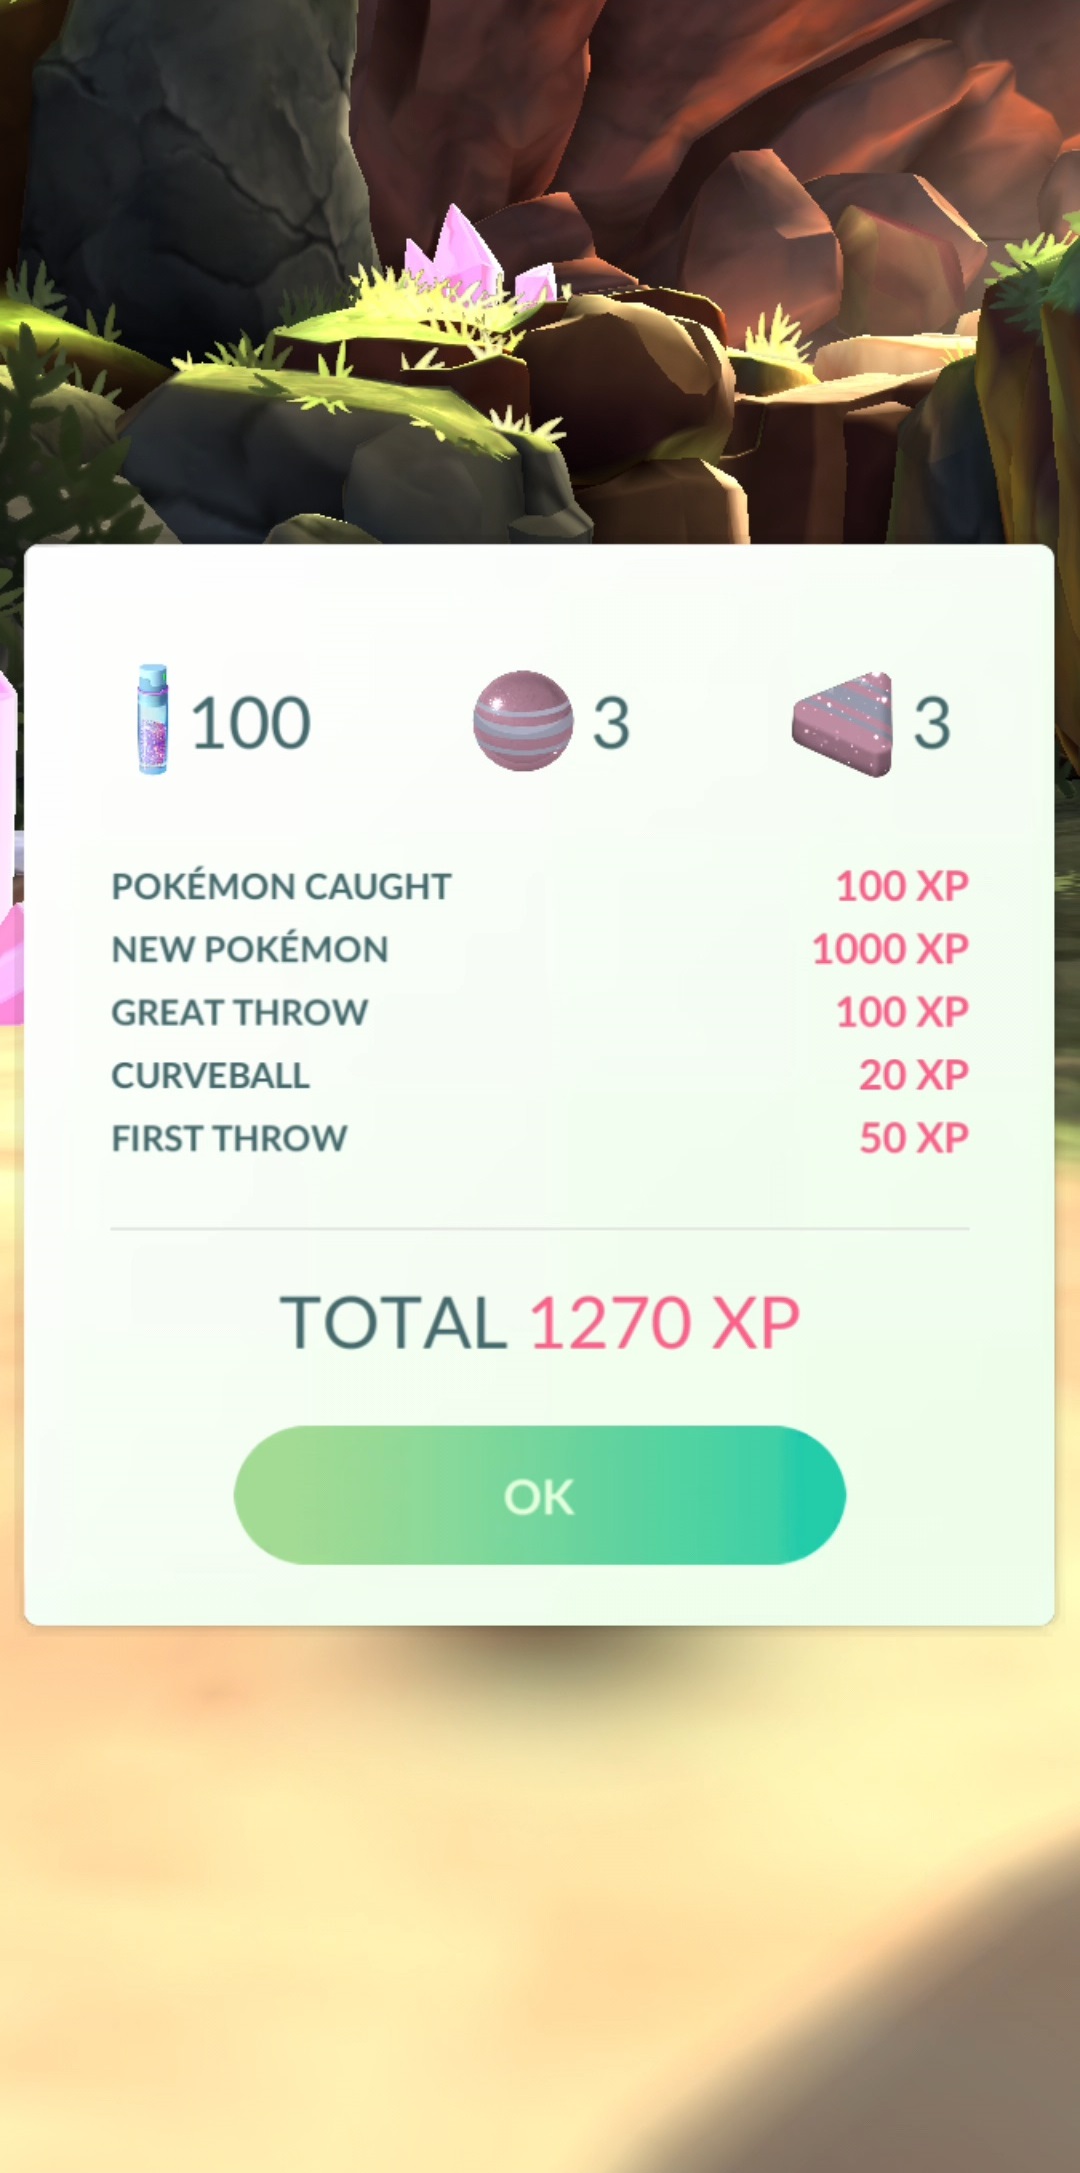 100 3 3
POKÉMON CAUGHT 100 XP
NEW POKÉMON 1000 XP
GREAT THROW 100 XP
CURVEBALL 20 XP
FIRST THROW 50 XP
TOTAL 1270 XP
OK